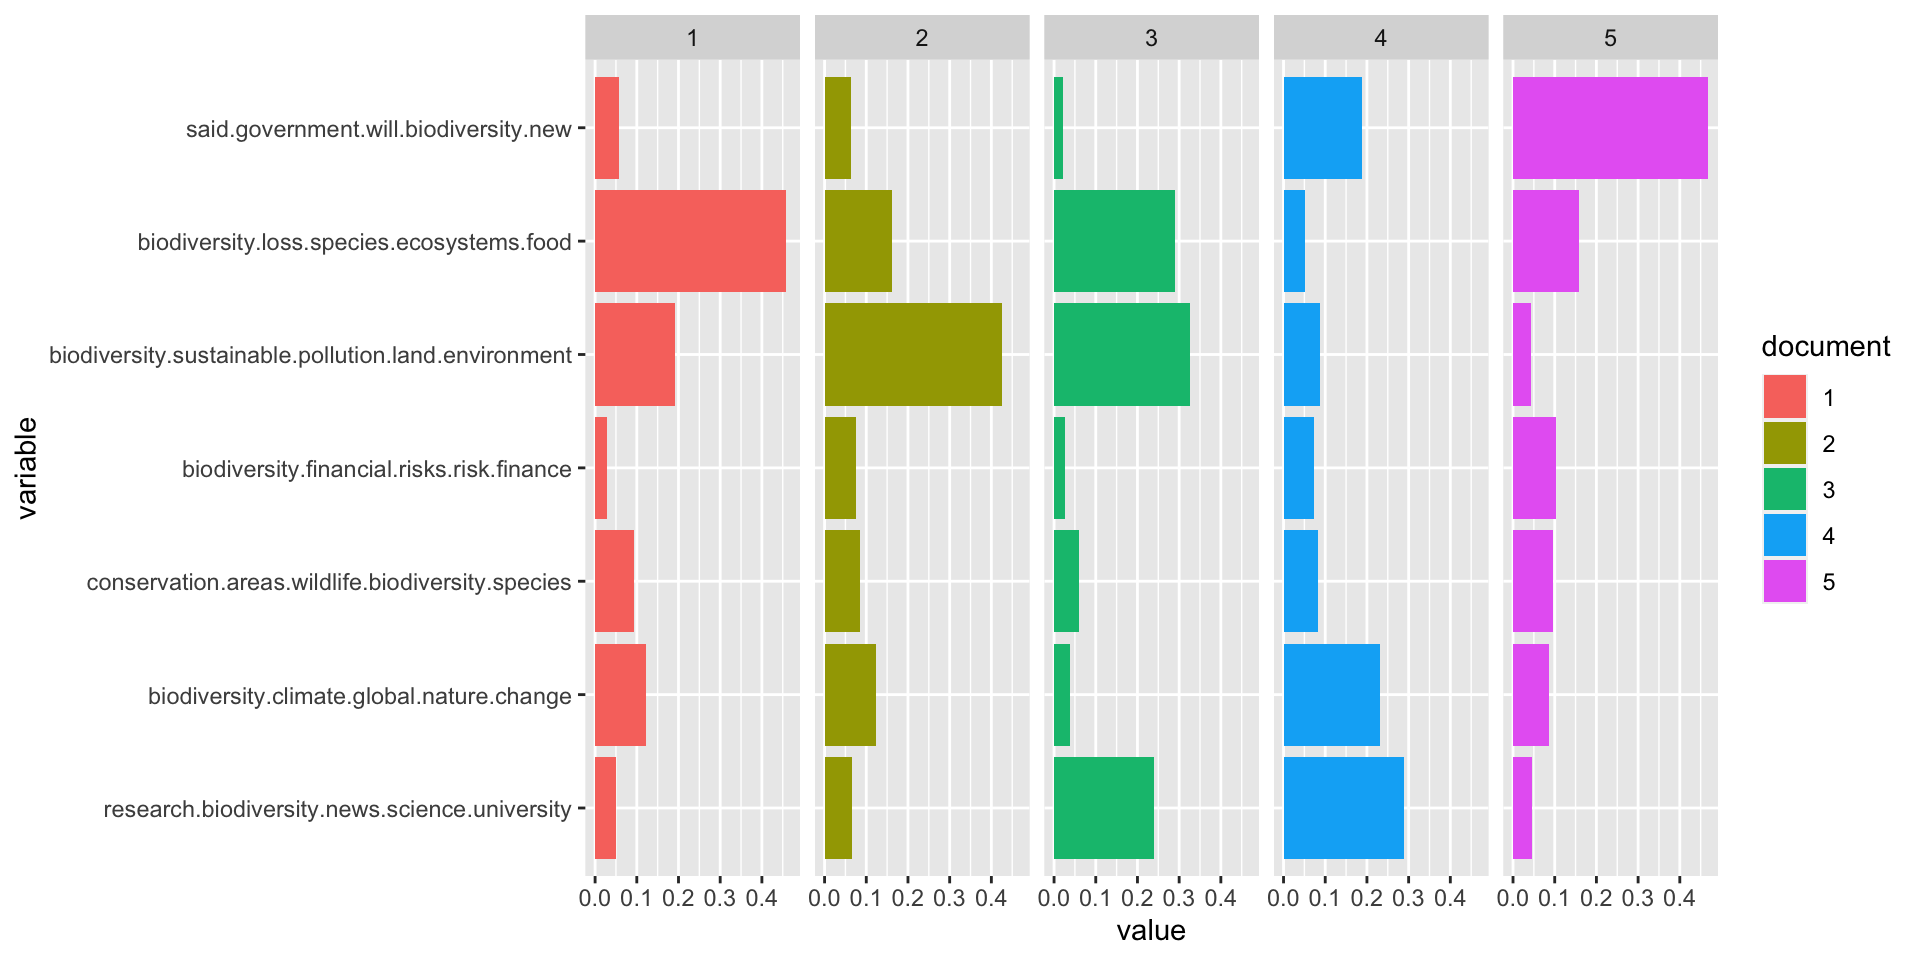 1 2 3 4 5
said.government.will.biodiversity.new
biodiversity.loss.species.ecosystems.food
biodiversity.sustainable.pollution.land.environment
biodiversity.financial.risks.risk.finance
conservation.areas.wildlife.biodiversity.species
biodiversity.climate.global.nature.change
research.biodiversity.news.science.university
variable
0.0 0.1 0.2 0.3 0.4 0.0 0.1 0.2 0.3 0.4 0.0 0.1 0.2 0.3 0.4 0.0 0.1 0.2 0.3 0.4 0.0 0.1 0.2 0.3 0.4
value
document
1
2
3
4
5